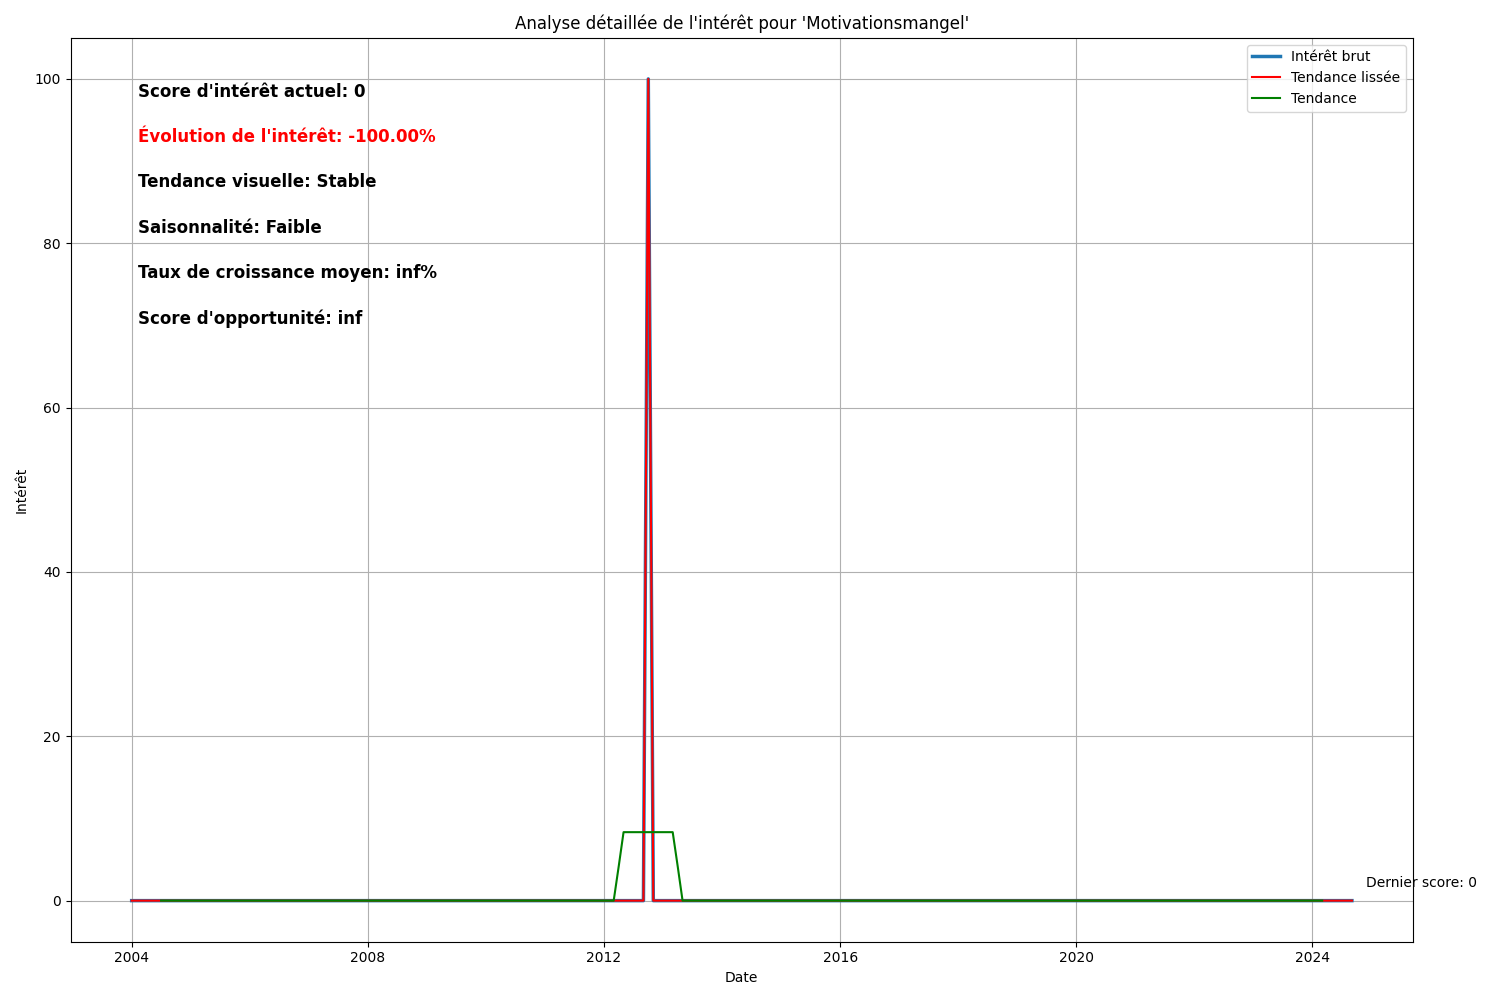 Analyse détaillée de l'intérêt pour 'Motivationsmangel'
Intérêt brut
Tendance lissée
Tendance
Score d'intérêt actuel: 0
Évolution de l'intérêt: -100.00%
Tendance visuelle: Stable
Saisonnalité: Faible
Taux de croissance moyen: inf%
Score d'opportunité: inf
Intérêt
100
80
60
40
20
0
Dernier score: 0
2004
2008
2012
2016
2020
2024
Date